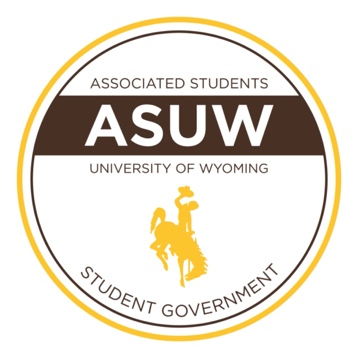 ASSOCIATED STUDENTS
ASUW
UNIVERSITY OF WYOMING
STUDENT GOVERNMENT